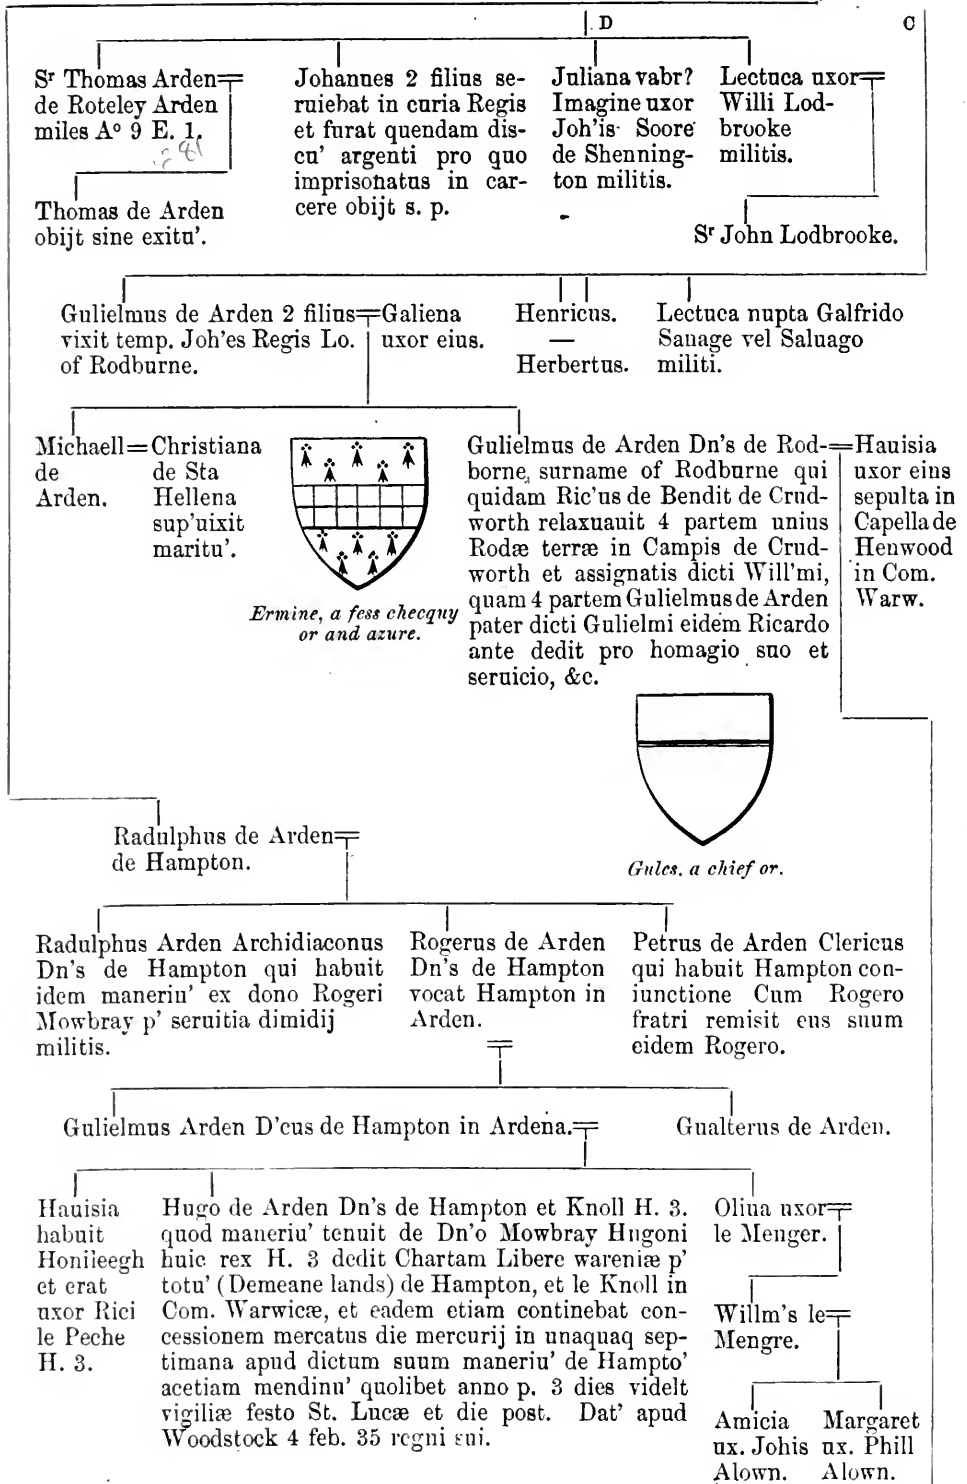 D
C
Sr Thomas Arden
de Roteley Arden
miles Ao 9 E. 1.
Johannes 2 filius se-
ruiebat in curia Regis
et furat quendam dis-
cu' argenti pro quo
imprisonatus in car-
cere obijt s. p.
Juliana vabr?
Imagine uxor
Joh'is Soore
de Shenning-
ton militis.
Lectuca uxor
Willi Lod-
brooke
militis.
Thomas de Arden
obijt sine exitu'.
Sr John Lodbrooke.
Gulielmus de Arden 2 filius
vixit temp. Joh'es Regis Lo.
of Rodburne.
Galiena
uxor eius.
Henricus.
—
Herbertus.
Lectuca nupta Galfrido
Sauage vel Saluago
militi.
Michaell
de
Arden.
Christiana
de Sta
Hellena
sup'uixit
maritu'.
Ermine, a fess checquy
or and azure.
Gulielmus de Arden Dn's de Rod-
borne, surname of Rodburne qui
quidam Ric'us de Bendit de Crud-
worth relaxuauit 4 partem unius
Rodæ terræ in Campis de Crud-
worth et assignatis dicti Will'mi,
quam 4 partem Gulielmus de Arden
pater dicti Gulielmi eidem Ricardo
ante dedit pro homagio suo et
seruicio, &c.
Hauisia
uxor eius
sepulta in
Capella de
Henwood
in Com.
Warw.
Gules. a chief or.
Radulphus de Arden
de Hampton.
Radulphus Arden Archidiaconus
Dn's de Hampton qui habuit
idem maneriu' ex dono Rogeri
Mowbray p' seruitia dimidij
militis.
Rogerus de Arden
Dn's de Hampton
vocat Hampton in
Arden.
Petrus de Arden Clericus
qui habuit Hampton con-
iunctione Cum Rogero
fratri remisit eus suum
eidem Rogero.
Gulielmus Arden D'cus de Hampton in Ardena.
Gualterus de Arden.
Hauisia
habuit
Honiieegh
et erat
uxor Rici
le Peche
H. 3.
Hugo de Arden Dn's de Hampton et Knoll H. 3.
quod maneriu' tenuit de Dn'o Mowbray Hugoni
huic rex H. 3 dedit Chartam Libere wareniæ p'
totu' (Demeane lands) de Hampton, et le Knoll in
Com. Warwicæ, et eadem etiam continebat con-
cessionem mercatus die mercurij in unaquaq sep-
timana apud dictum suum maneriu' de Hampto'
acetiam mendinu' quolibet anno p. 3 dies videlt
vigiliæ festo St. Lucæ et die post. Dat' apud
Woodstock 4 feb. 35 regni sui.
Oliua uxor
le Menger.
Willm's le
Mengre.
Amicia
ux. Johis
Alown.
Margaret
ux. Phill
Alown.